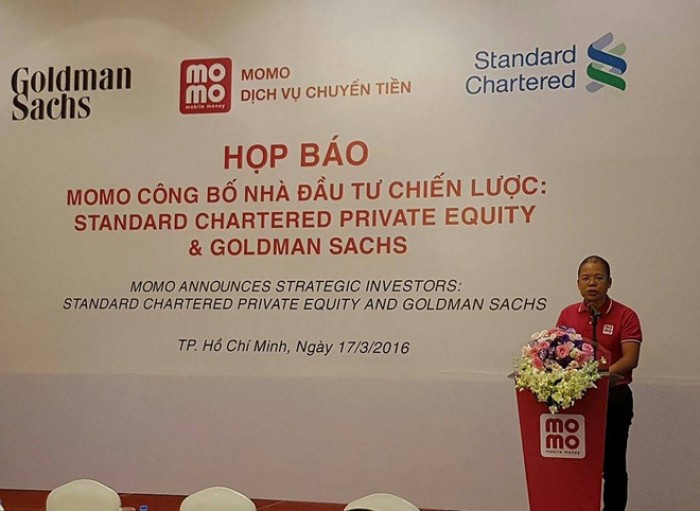 Goldman
Sachs
mo
mo
mobile money
MOMO
DỊCH VỤ CHUYỂN TIỀN
Standard
Chartered
HỌP BÁO
MOMO CÔNG BỐ NHÀ ĐẦU TƯ CHIẾN LƯỢC:
STANDARD CHARTERED PRIVATE EQUITY
& GOLDMAN SACHS
MOMO ANNOUNCES STRATEGIC INVESTORS:
STANDARD CHARTERED PRIVATE EQUITY AND GOLDMAN SACHS
TP. Hồ Chí Minh, Ngày 17/3/2016
mo
mo
mo
mo
mobile money